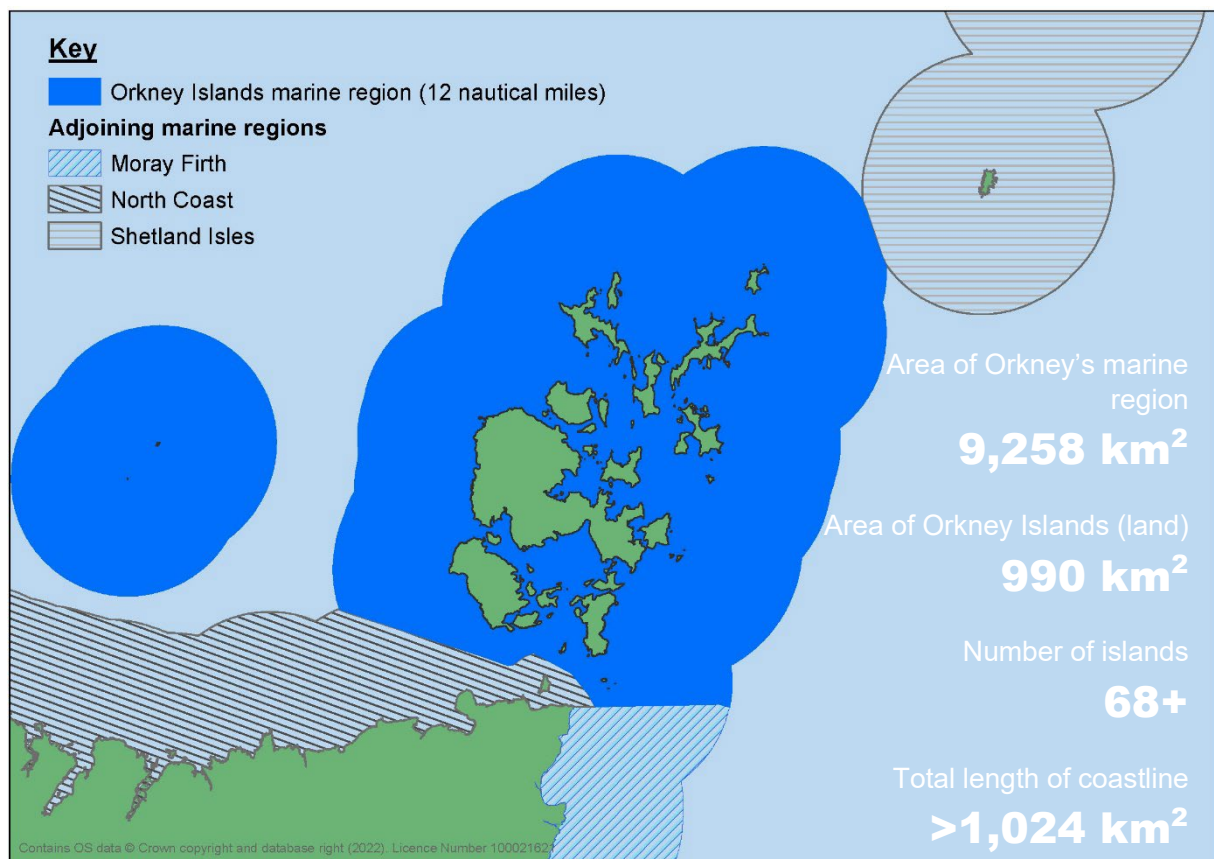 Key
Orkney Islands marine region (12 nautical miles)
Adjoining marine regions
Moray Firth
North Coast
Shetland Isles
Area of Orkney’s marine
region
9,258 km²
Area of Orkney Islands (land)
990 km²
Number of islands
68+
Total length of coastline
>1,024 km²
Contains OS data © Crown copyright and database right (2022). Licence Number 100021621